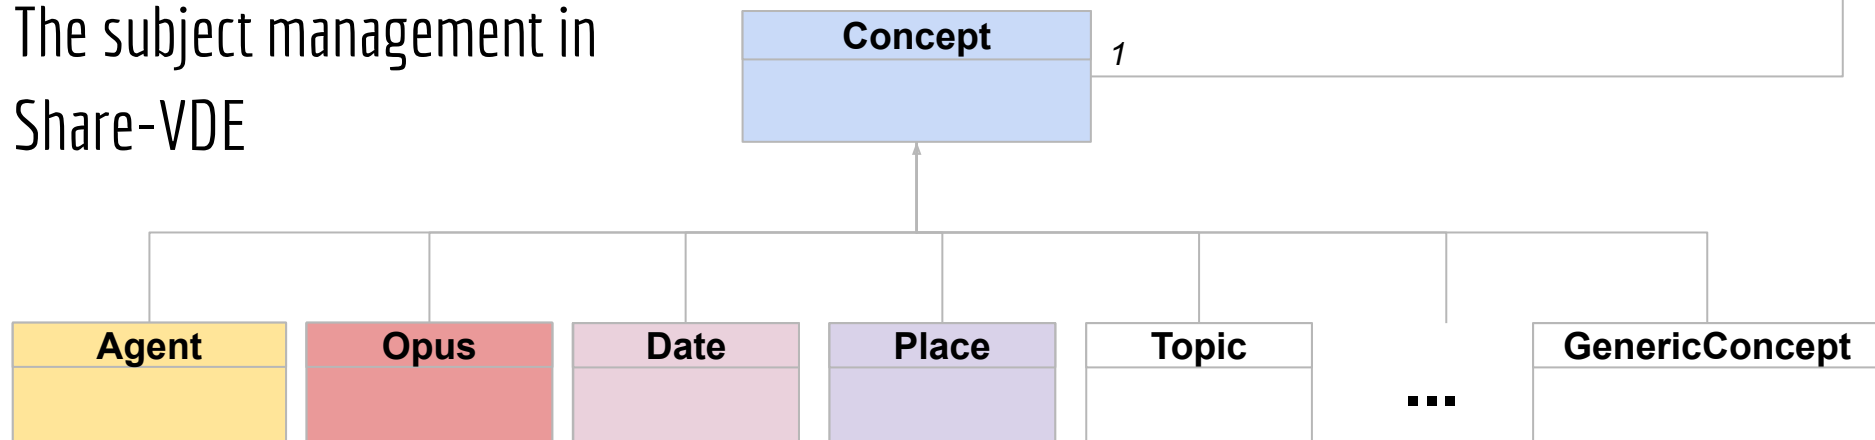 The subject management in
Share-VDE
Concept
1
Agent
Opus
Date
Place
Topic
...
GenericConcept